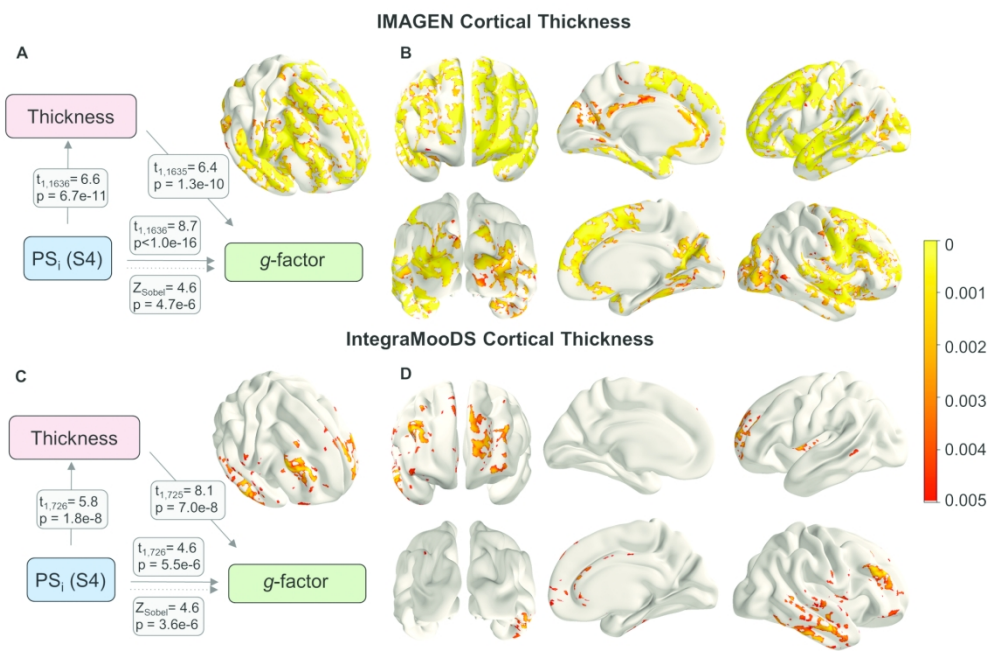 IMAGEN Cortical Thickness
A
B
Thickness
t1,1636= 6.6
p = 6.7e-11
t1,1635= 6.4
p = 1.3e-10
t1,1636= 8.7
p<1.0e-16
PSi (S4)
g-factor
ZSobel= 4.6
p = 4.7e-6
0
0.001
0.002
0.003
0.004
0.005
IntegraMooDS Cortical Thickness
C
D
Thickness
t1,726= 5.8
p = 1.8e-8
t1,725= 8.1
p = 7.0e-8
t1,726= 4.6
p = 5.5e-6
PSi (S4)
g-factor
ZSobel= 4.6
p = 3.6e-6